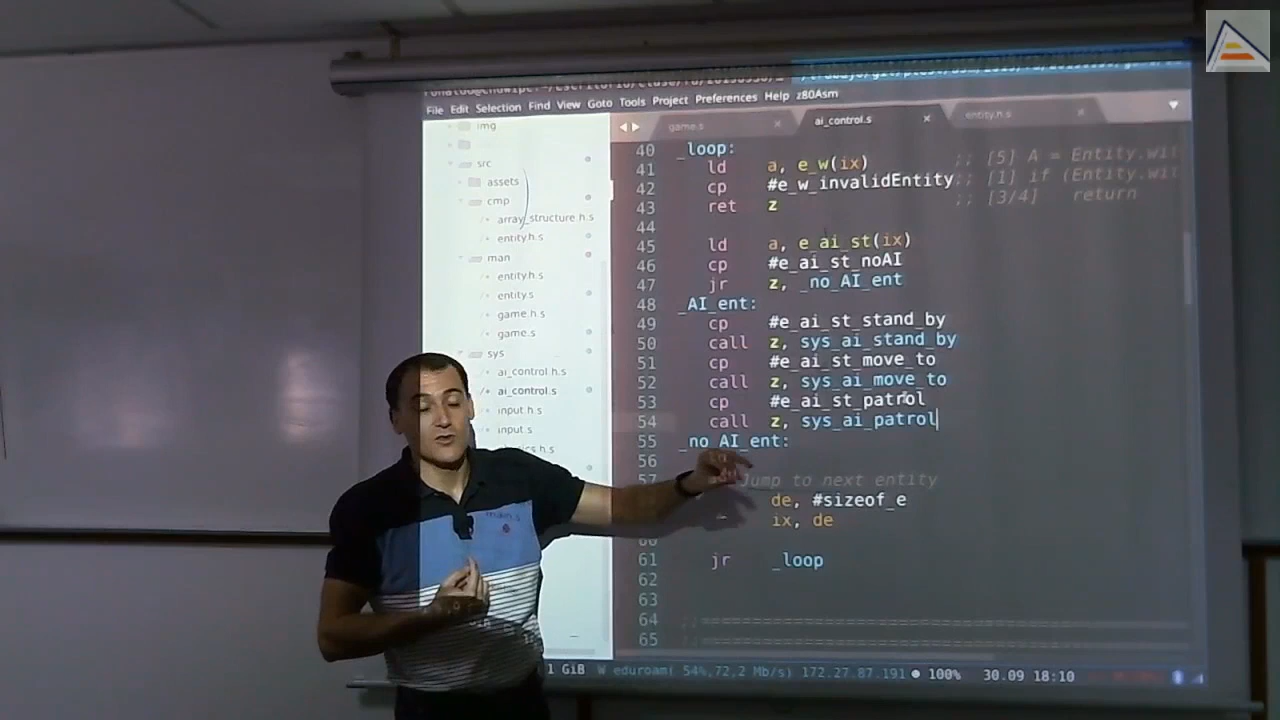 File Edit Selection Find View Goto Tools Project Preferences Help z80Asm
img
src
assets
cmp
array_structure.h.s
entity.h.s
man
entity.h.s
entity.s
game.h.s
game.s
sys
ai_control.h.s
ai_control.s
input.h.s
input.s
main.s
game.s ai_control.s entity.h.s
40 _loop:
41 ld a, e_w(ix) ;; [5] A = Entity.wi
42 cp #e_w_invalidEntity;; [1] if (Entity.wi
43 ret z ;; [3/4] return
44
45 ld a, e_ai_st(ix)
46 cp #e_ai_st_noAI
47 jr z, _no_AI_ent
48 _AI_ent:
49 cp #e_ai_st_stand_by
50 call z, sys_ai_stand_by
51 cp #e_ai_st_move_to
52 call z, sys_ai_move_to
53 cp #e_ai_st_patrol
54 call z, sys_ai_patrol
55 _no_AI_ent:
56
57 Jump to next entity
de, #sizeof_e
ix, de
61 jr _loop
62
63
64 ;;====================================
65 ;;====================================
1 GiB W eduroam( 54%,72,2 Mb/s) 172.27.87.191 100% 30.09 18:10